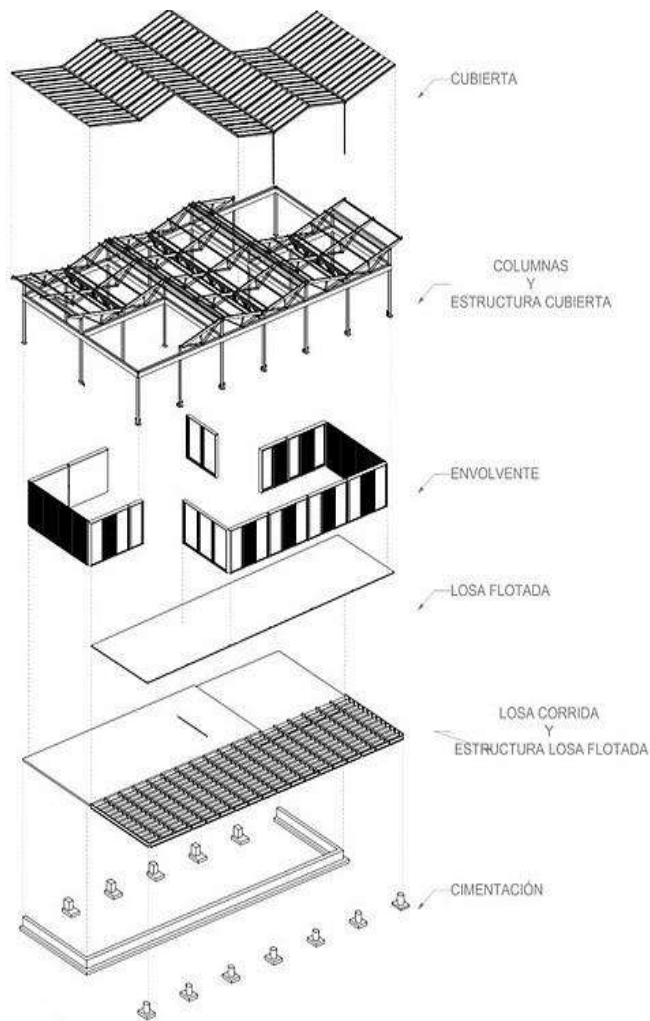 CUBIERTA
COLUMNAS
Y
ESTRUCTURA CUBIERTA
ENVOLVENTE
LOSA FLOTADA
LOSA CORRIDA
Y
ESTRUCTURA LOSA FLOTADA
CIMENTACIÓN